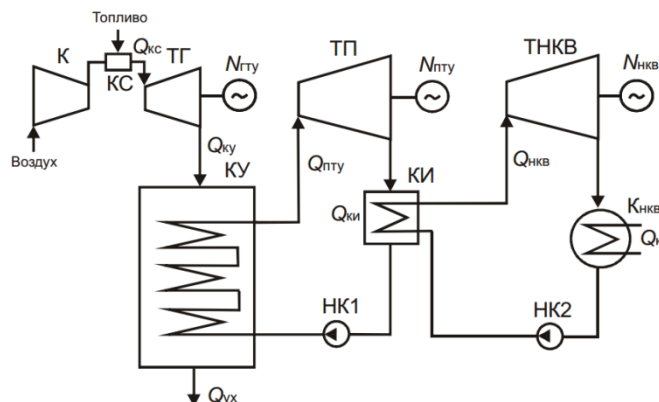 Топливо
К
Qкс
ТГ
КС
Nгту
Воздух
Qку
КУ
ТП
Nпту
Qпту
КИ
Qки
ТНКВ
Nнкв
Qнкв
Кнкв
Qк
НК1
НК2
Qух